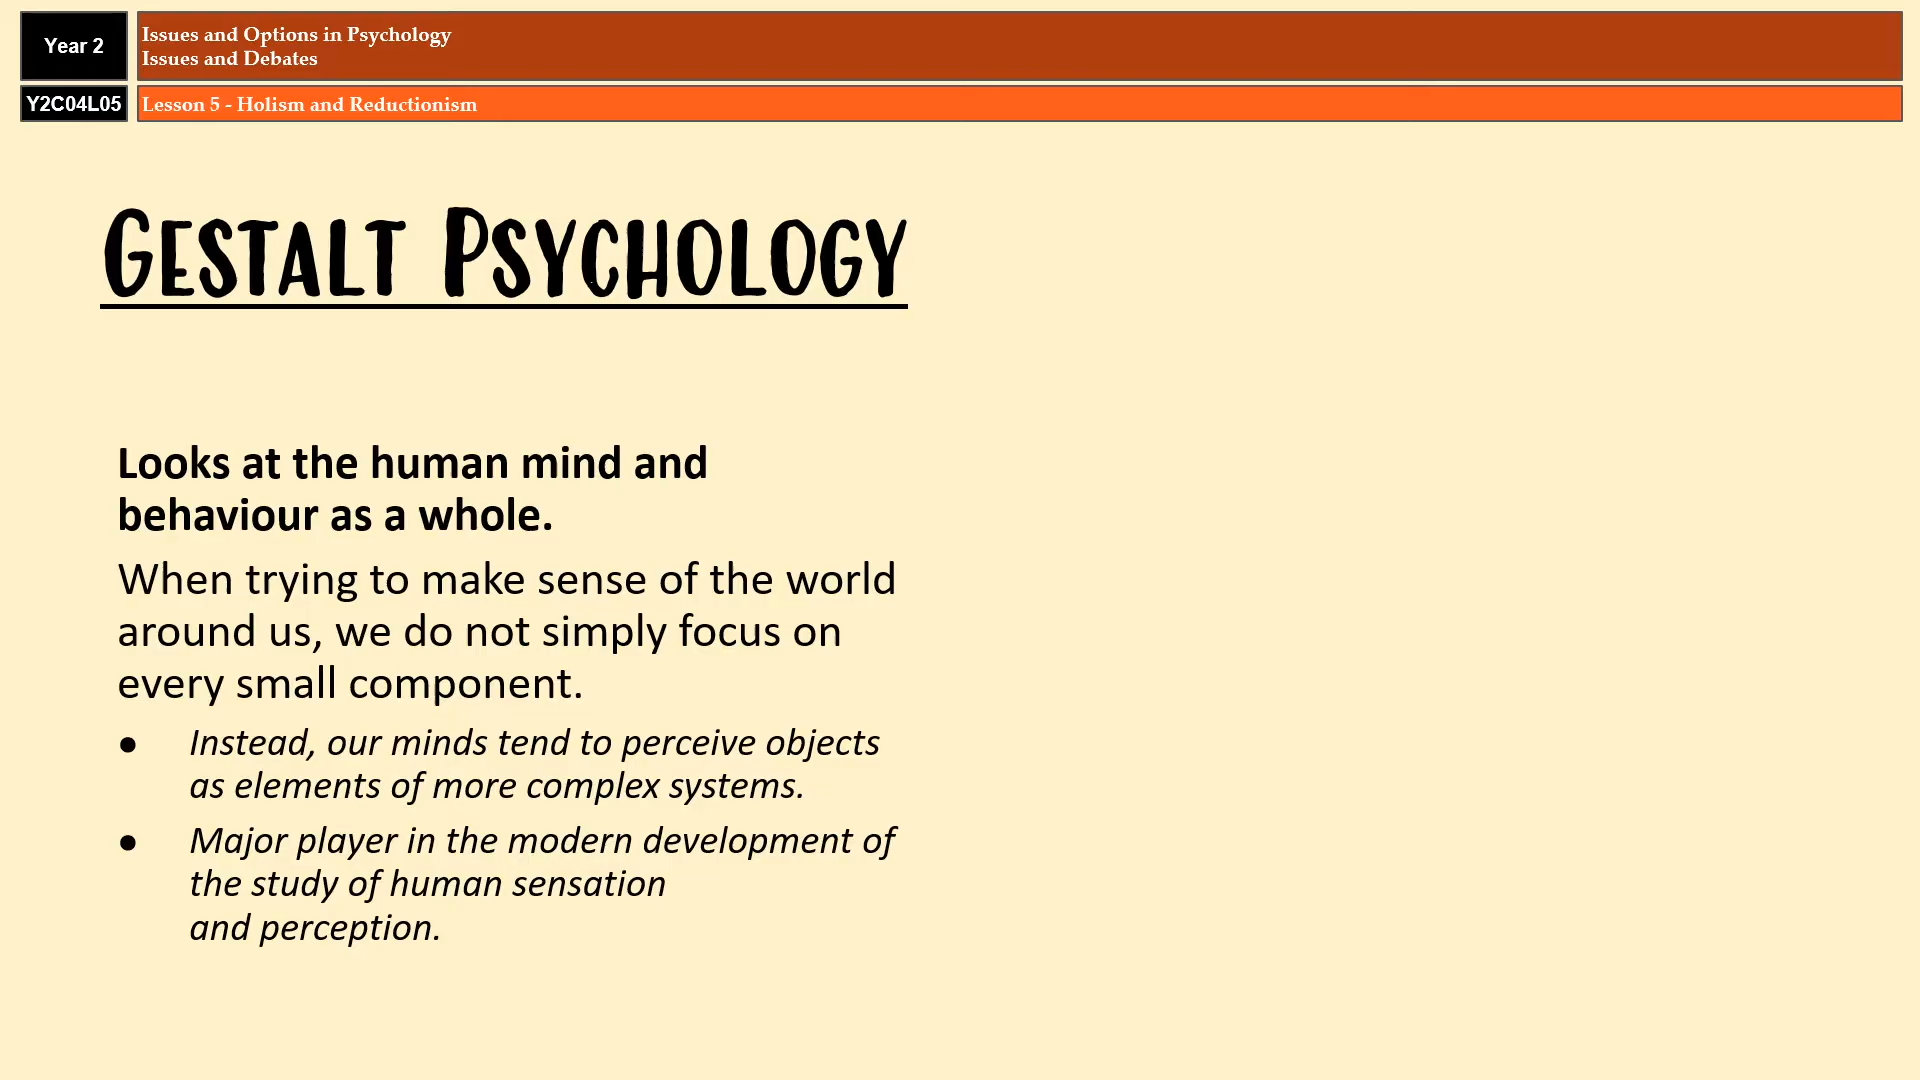 Year 2
Issues and Options in Psychology
Issues and Debates
Y2C04L05
Lesson 5 - Holism and Reductionism
GESTALT PSYCHOLOGY
Looks at the human mind and
behaviour as a whole.
When trying to make sense of the world
around us, we do not simply focus on
every small component.
● Instead, our minds tend to perceive objects
as elements of more complex systems.
● Major player in the modern development of
the study of human sensation
and perception.